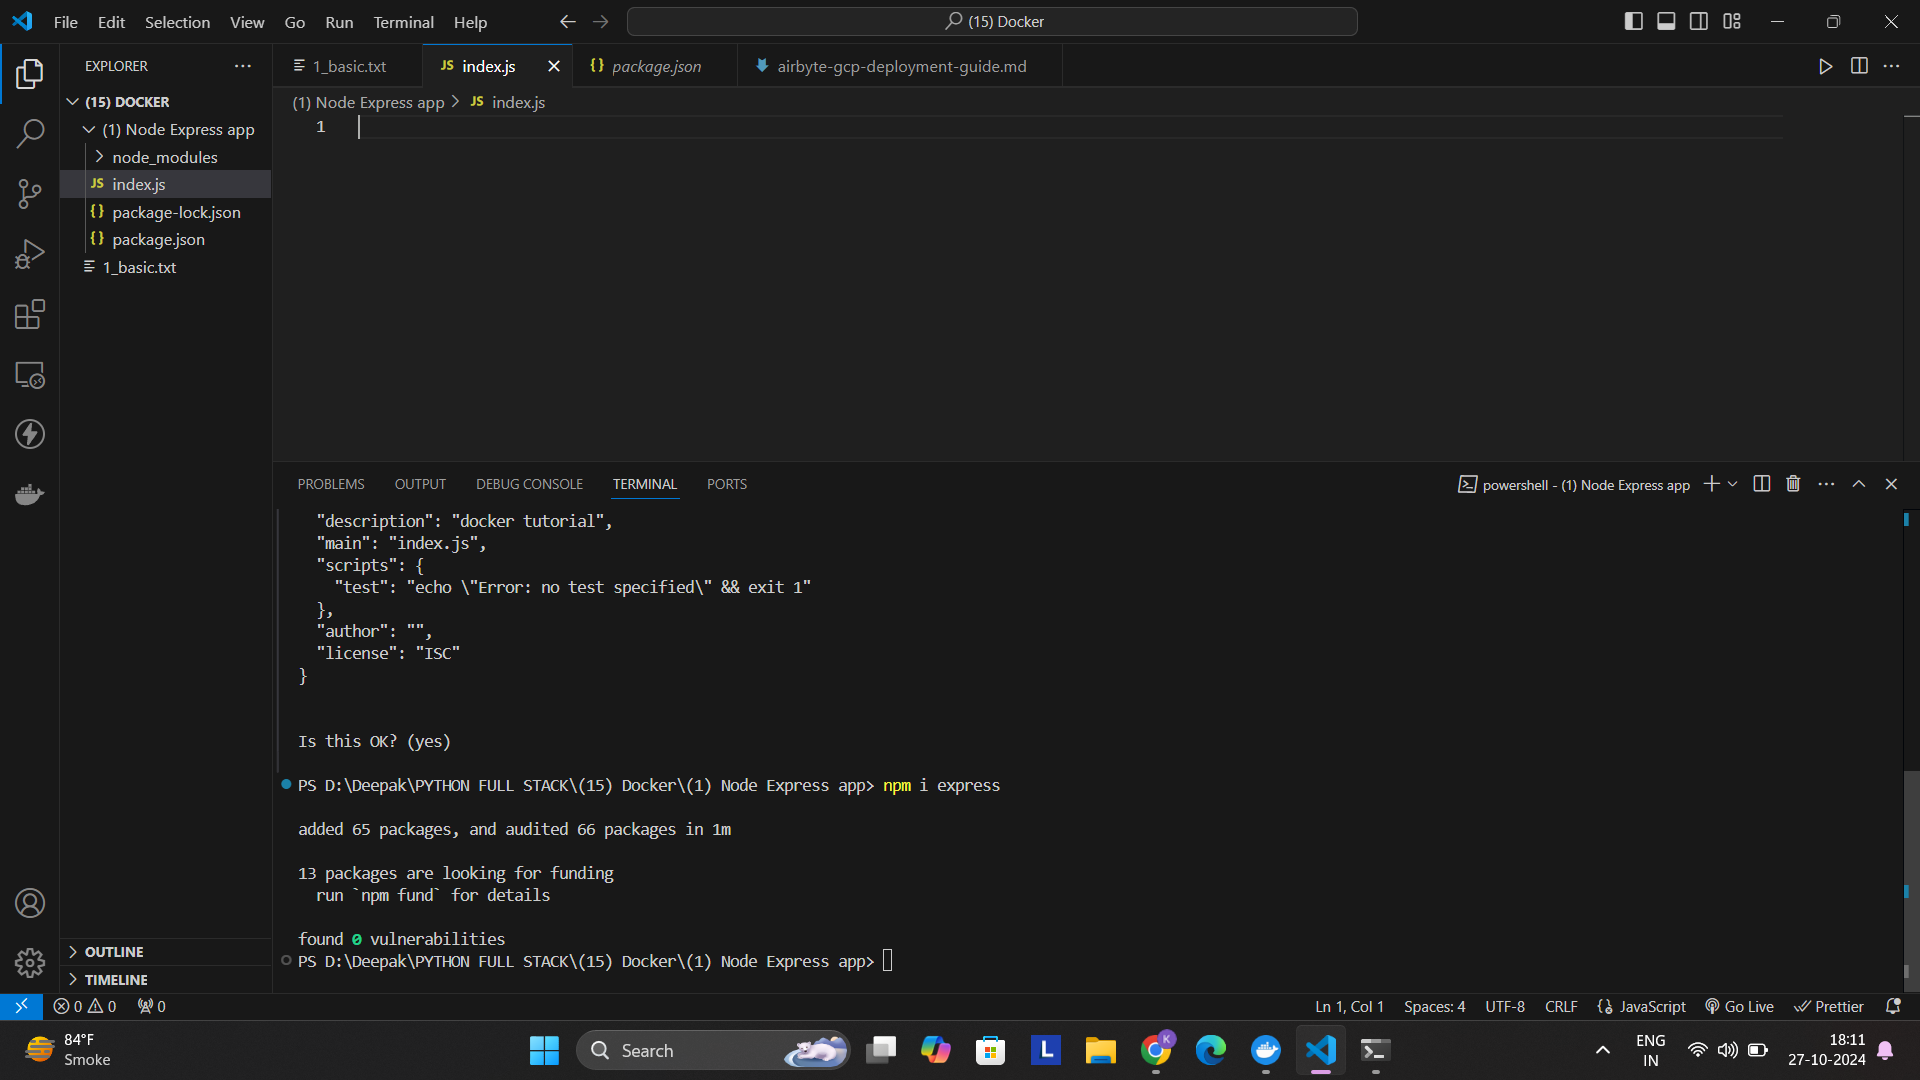 File Edit Selection View Go Run Terminal Help
(15) Docker
EXPLORER
(15) DOCKER
(1) Node Express app
node_modules
JS index.js
{} package-lock.json
{} package.json
1_basic.txt
OUTLINE
TIMELINE
1_basic.txt
JS index.js
{} package.json
airbyte-gcp-deployment-guide.md
(1) Node Express app > JS index.js
1
PROBLEMS OUTPUT DEBUG CONSOLE TERMINAL PORTS
powershell - (1) Node Express app
"description": "docker tutorial",
"main": "index.js",
"scripts": {
"test": "echo \"Error: no test specified\" && exit 1"
},
"author": "",
"license": "ISC"
}
Is this OK? (yes)
PS D:\Deepak\PYTHON FULL STACK\(15) Docker\(1) Node Express app> npm i express
added 65 packages, and audited 66 packages in 1m
13 packages are looking for funding
run `npm fund` for details
found 0 vulnerabilities
PS D:\Deepak\PYTHON FULL STACK\(15) Docker\(1) Node Express app>
0 0 0
Ln 1, Col 1 Spaces: 4 UTF-8 CRLF {} JavaScript Go Live Prettier
84°F
Smoke
Search
L
K
ENG
IN
18:11
27-10-2024